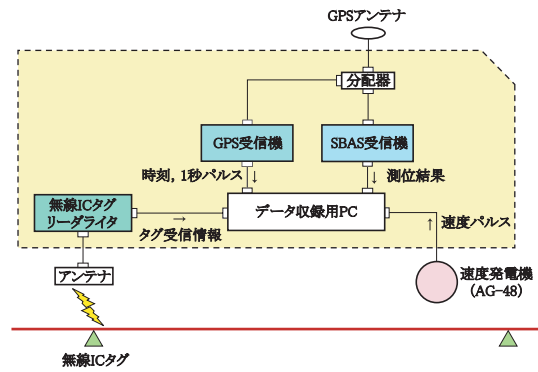 GPSアンテナ
分配器
GPS受信機
SBAS受信機
時刻, 1秒パルス ↓
↓ 測位結果
無線ICタグ
リーダライタ
データ収録用PC
→
タグ受信情報
↑ 速度パルス
アンテナ
速度発電機
(AG-48)
無線ICタグ